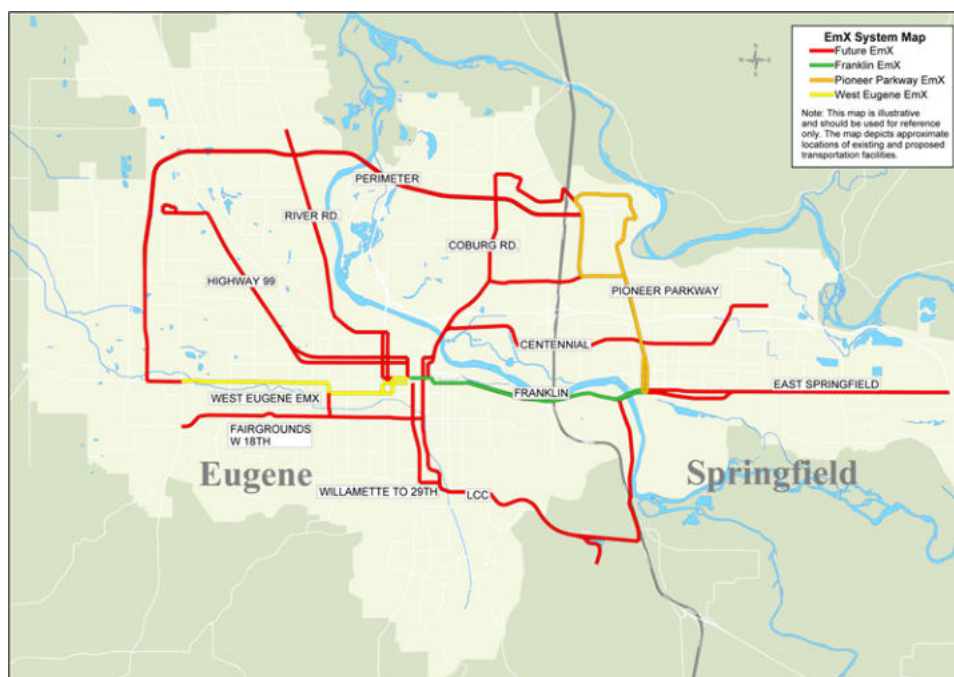 EmX System Map
Future EmX
Franklin EmX
Pioneer Parkway EmX
West Eugene EmX
Note: This map is illustrative
and should be used for reference
only. The map depicts approximate
locations of existing and proposed
transportation facilities.
PERIMETER
RIVER RD.
COBURG RD.
HIGHWAY 99
PIONEER PARKWAY
CENTENNIAL
EAST SPRINGFIELD
FRANKLIN
WEST EUGENE EMX
FAIRGROUNDS
W 18TH
Eugene
Springfield
WILLAMETTE TO 29TH
LCC